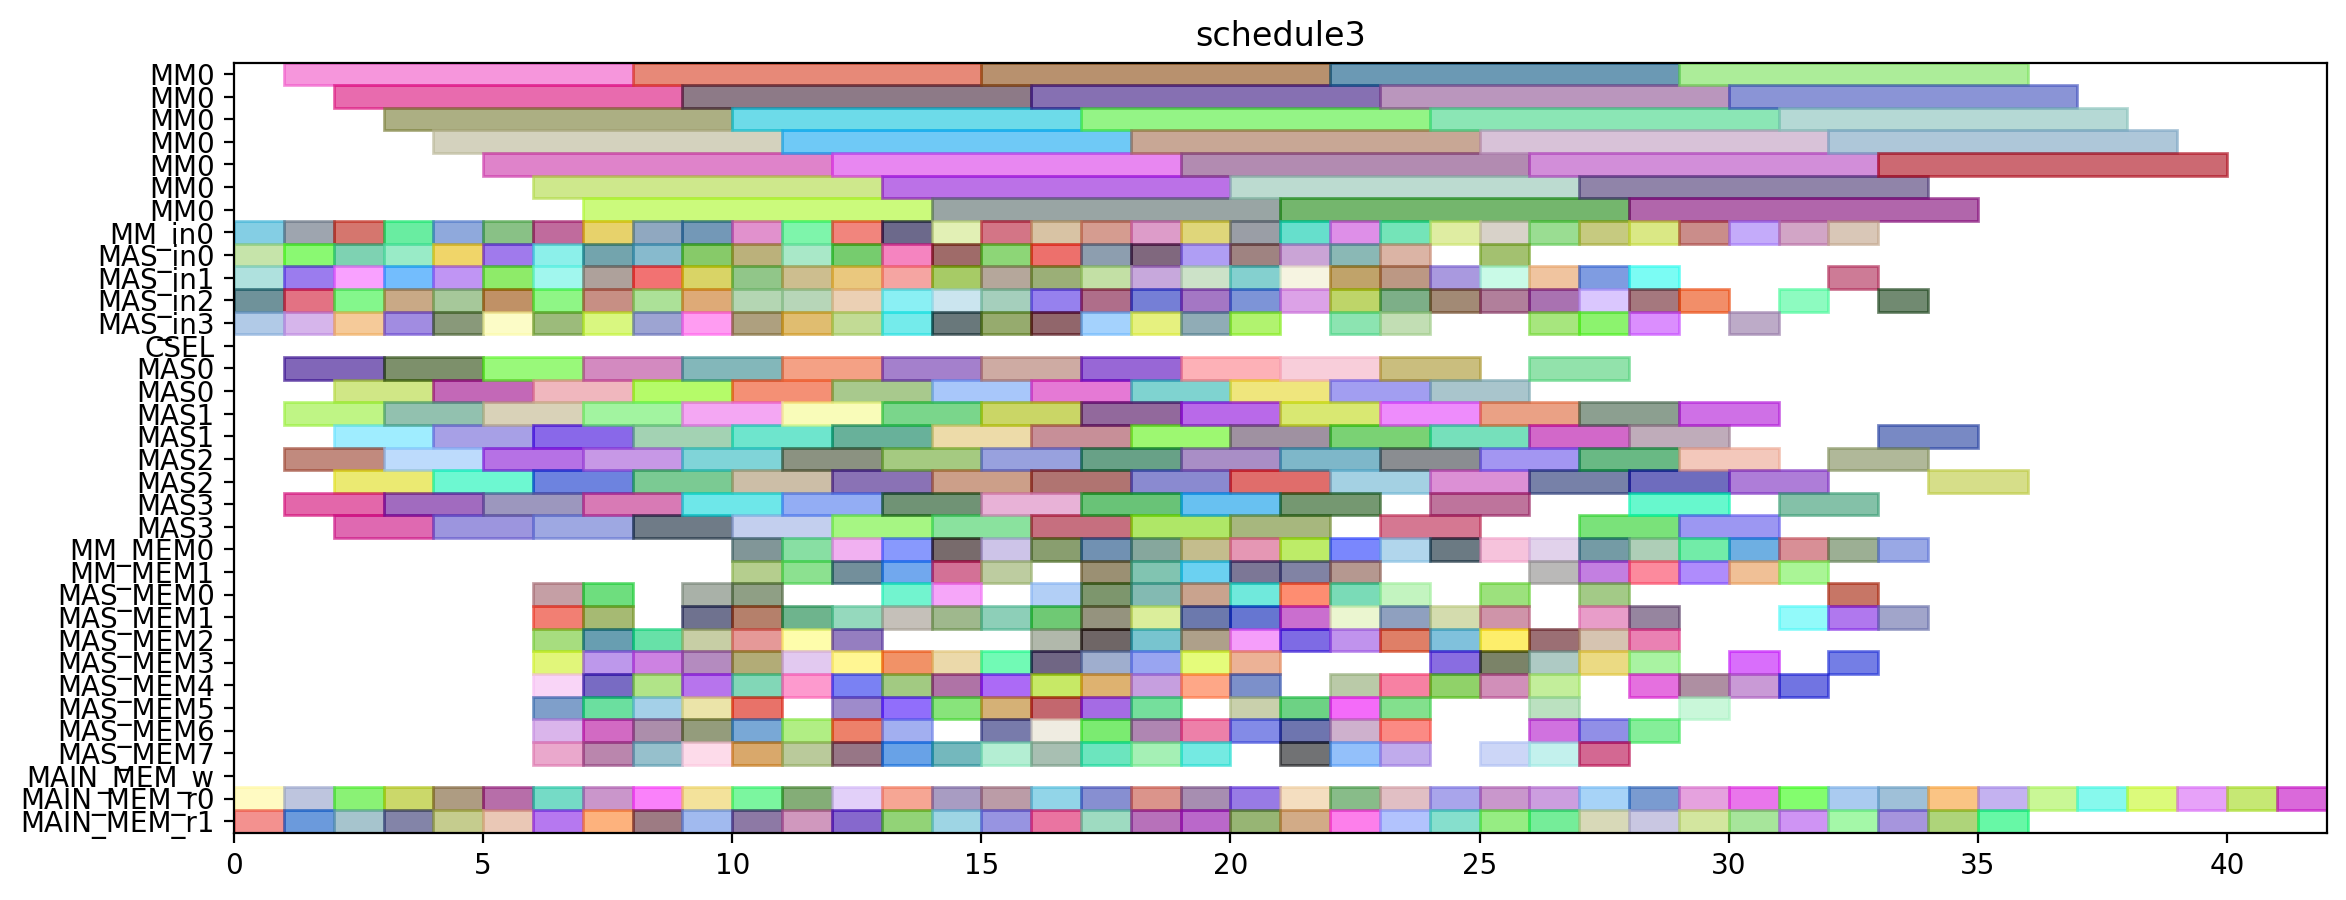 schedule3
MM0
MM0
MM0
MM0
MM0
MM0
MM0
MM_in0
MAS_in0
MAS_in1
MAS_in2
MAS_in3
CSEL
MAS0
MAS0
MAS1
MAS1
MAS2
MAS2
MAS3
MAS3
MM_MEM0
MM_MEM1
MAS_MEM0
MAS_MEM1
MAS_MEM2
MAS_MEM3
MAS_MEM4
MAS_MEM5
MAS_MEM6
MAS_MEM7
MAIN_MEM_w
MAIN_MEM_r0
MAIN_MEM_r1
0 5 10 15 20 25 30 35 40